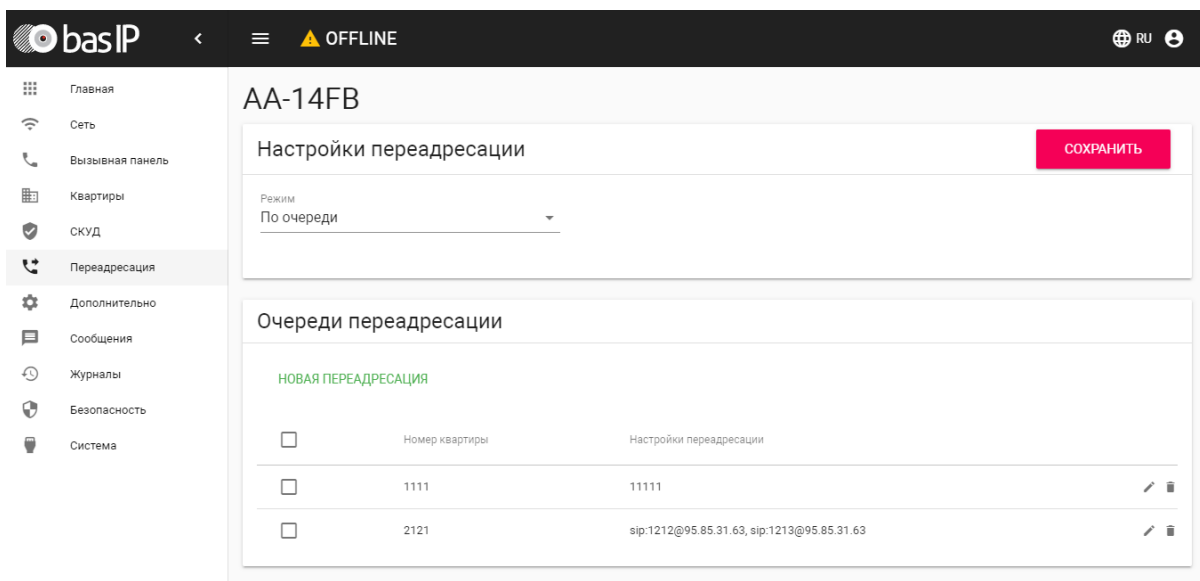 bas IP
OFFLINE
RU
Главная
Сеть
Вызывная панель
Квартиры
СКУД
Переадресация
Дополнительно
Сообщения
Журналы
Безопасность
Система
AA-14FB
Настройки переадресации
СОХРАНИТЬ
Режим
По очереди
Очереди переадресации
НОВАЯ ПЕРЕАДРЕСАЦИЯ
Номер квартиры Настройки переадресации
1111 11111
2121 sip:1212@95.85.31.63, sip:1213@95.85.31.63